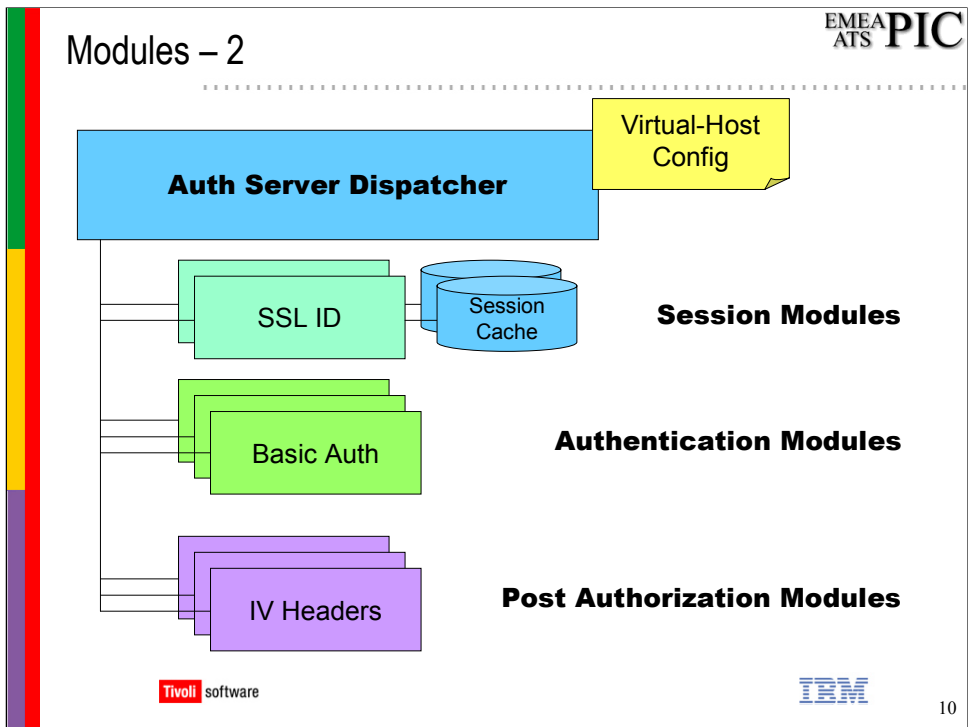 Modules – 2
EMEA
ATS PIC
Virtual-Host
Config
Auth Server Dispatcher
SSL ID
Session
Cache
Session Modules
Basic Auth
Authentication Modules
IV Headers
Post Authorization Modules
Tivoli software
IBM
10